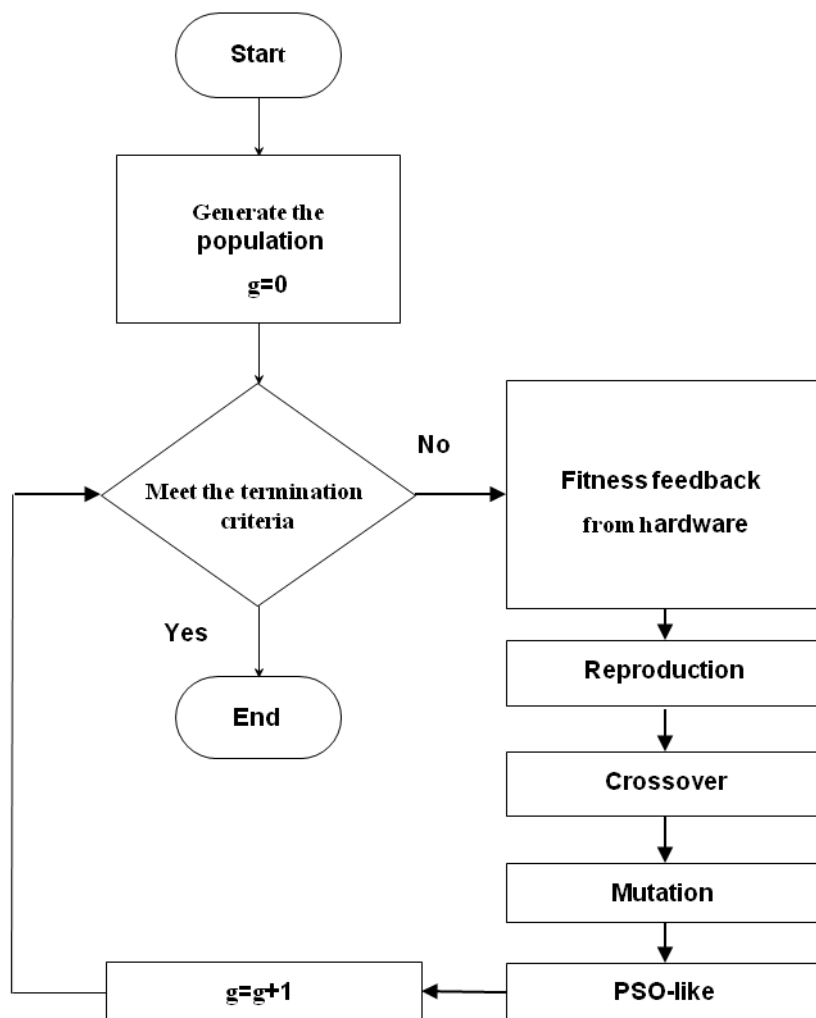 Start
Generate the
population
g=0
No
Meet the termination
criteria
Yes
End
Fitness feedback
from hardware
Reproduction
Crossover
Mutation
PSO-like
g=g+1